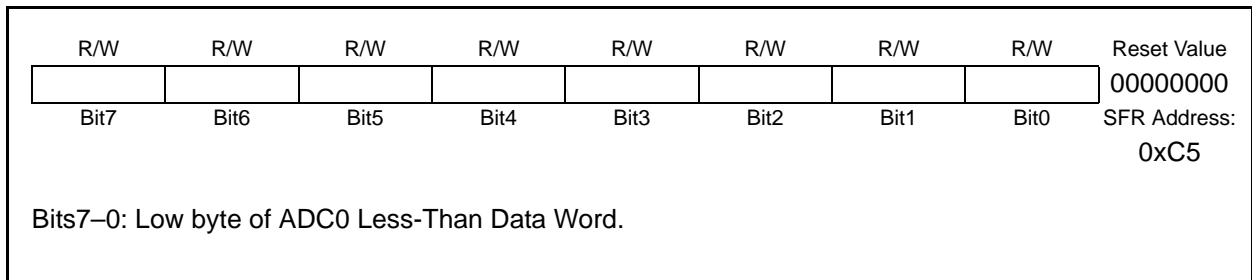 R/W R/W R/W R/W R/W R/W R/W R/W Reset Value
00000000
Bit7 Bit6 Bit5 Bit4 Bit3 Bit2 Bit1 Bit0 SFR Address:
0xC5
Bits7–0: Low byte of ADC0 Less-Than Data Word.